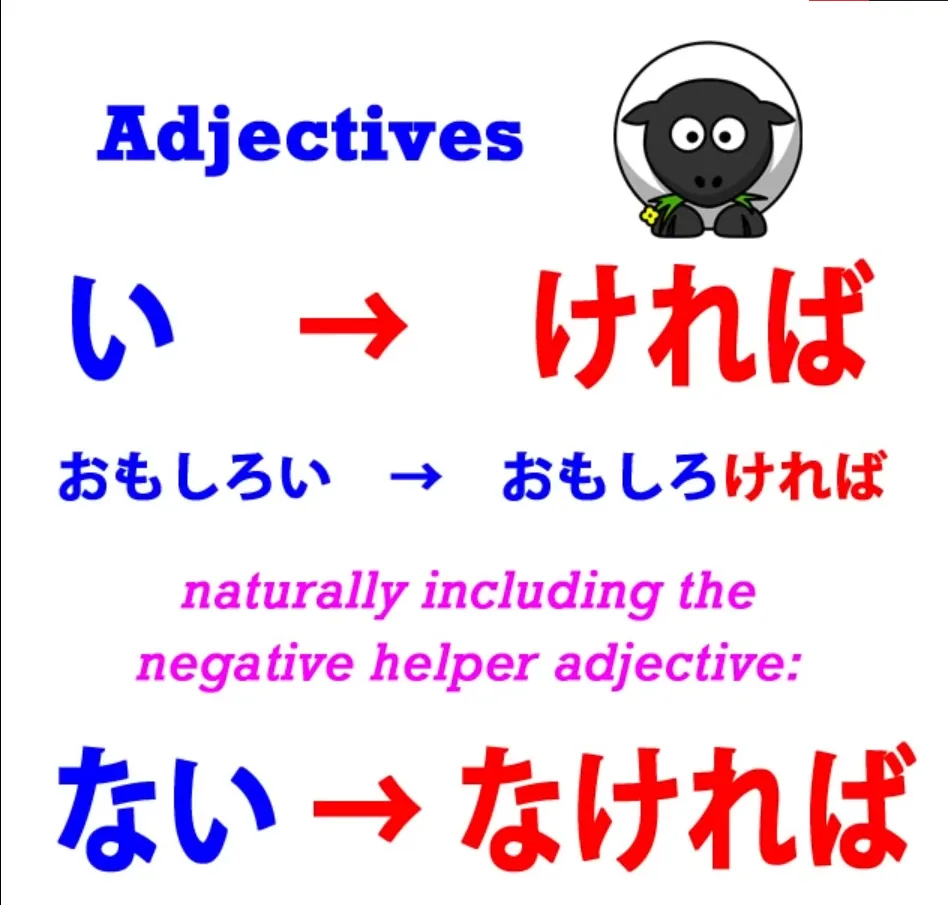 Adjectives
い → ければ
おもしろい → おもしろければ
naturally including the
negative helper adjective:
ない → なければ